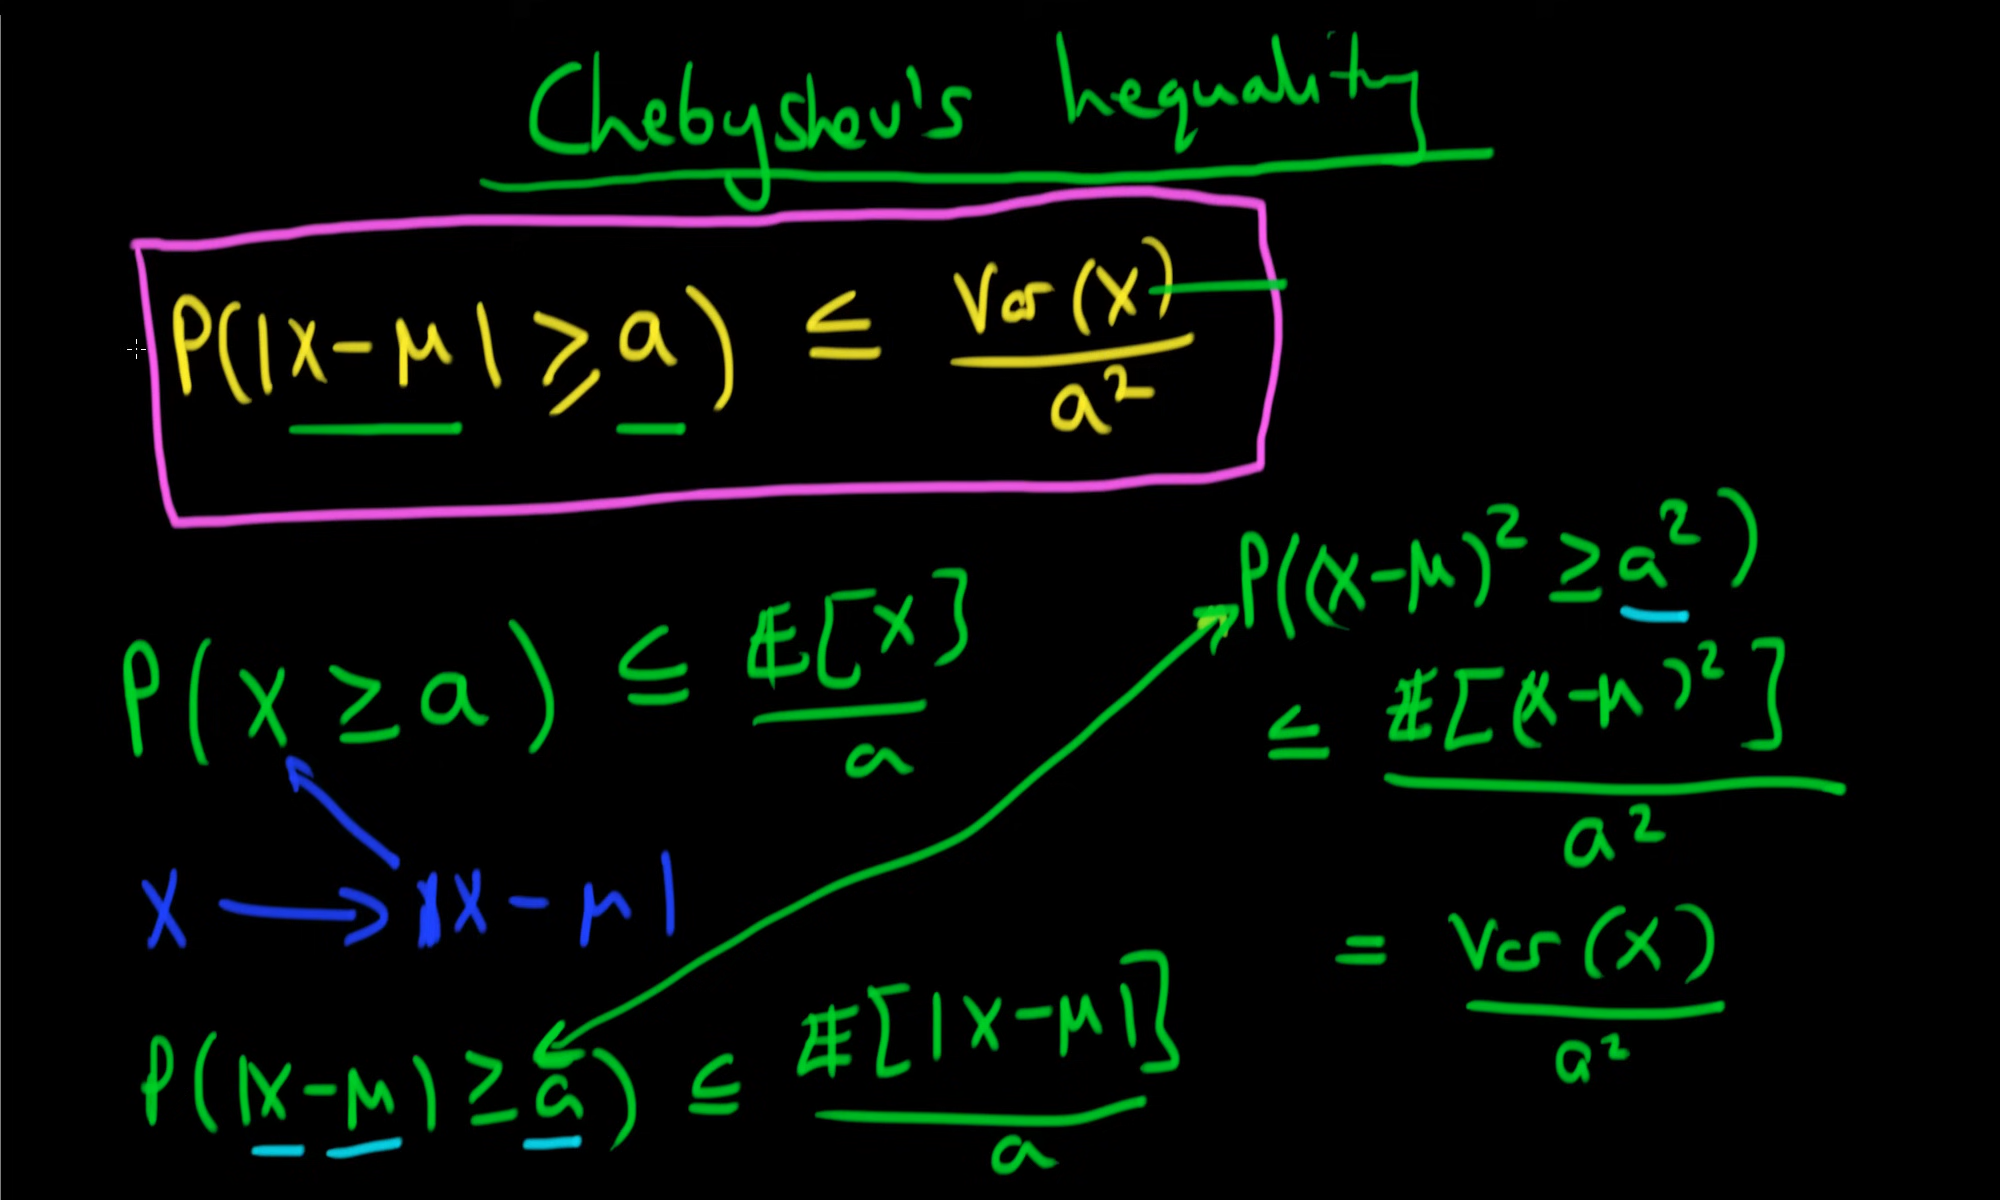 Chebyshev's Inequality
P(|X-μ| ≥ a) ≤ Var(X) / a²
P(X ≥ a) ≤ E[X] / a
X → |X-μ|
P(|X-μ| ≥ a) ≤ E[|X-μ|] / a
P((X-μ)² ≥ a²)
≤ E[(X-μ)²] / a²
= Var(X) / a²